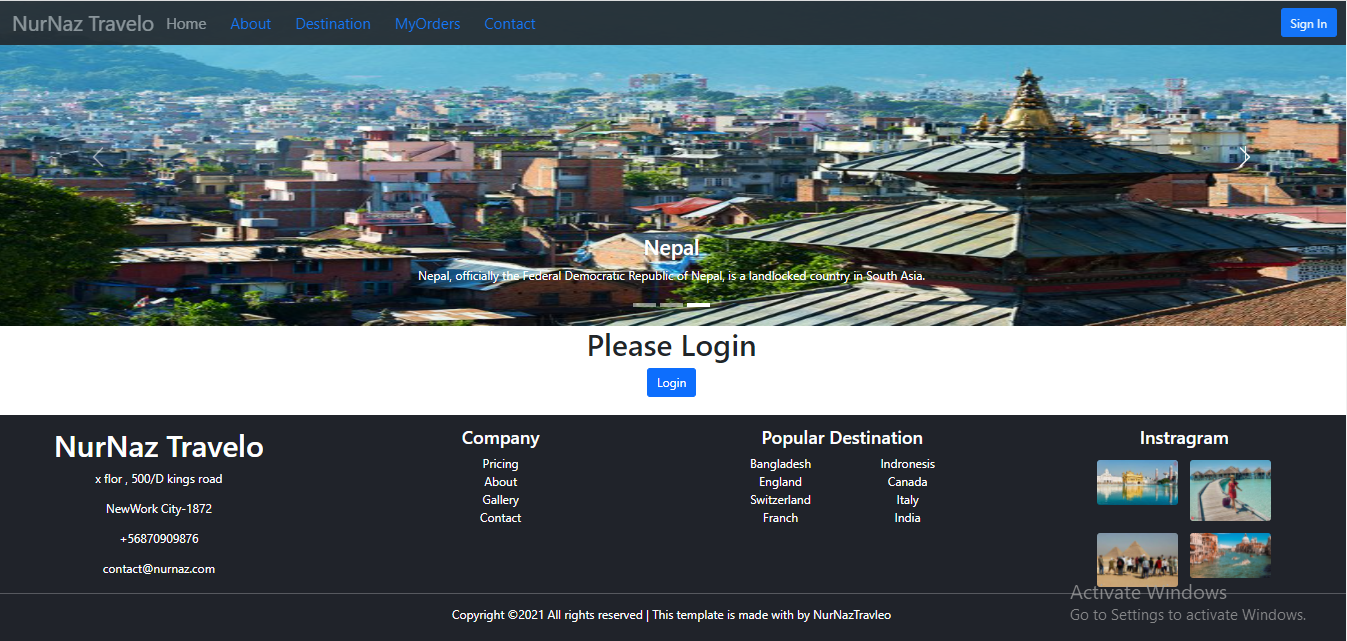 NurNaz Travelo Home About Destination MyOrders Contact Sign In
Nepal
Nepal, officially the Federal Democratic Republic of Nepal, is a landlocked country in South Asia.
Please Login
Login
NurNaz Travelo
x flor , 500/D kings road
NewWork City-1872
+56870909876
contact@nurnaz.com
Company
Pricing
About
Gallery
Contact
Popular Destination
Bangladesh Indronesis
England Canada
Switzerland Italy
Franch India
Instragram
Activate Windows
Go to Settings to activate Windows.
Copyright ©2021 All rights reserved | This template is made with by NurNazTravleo